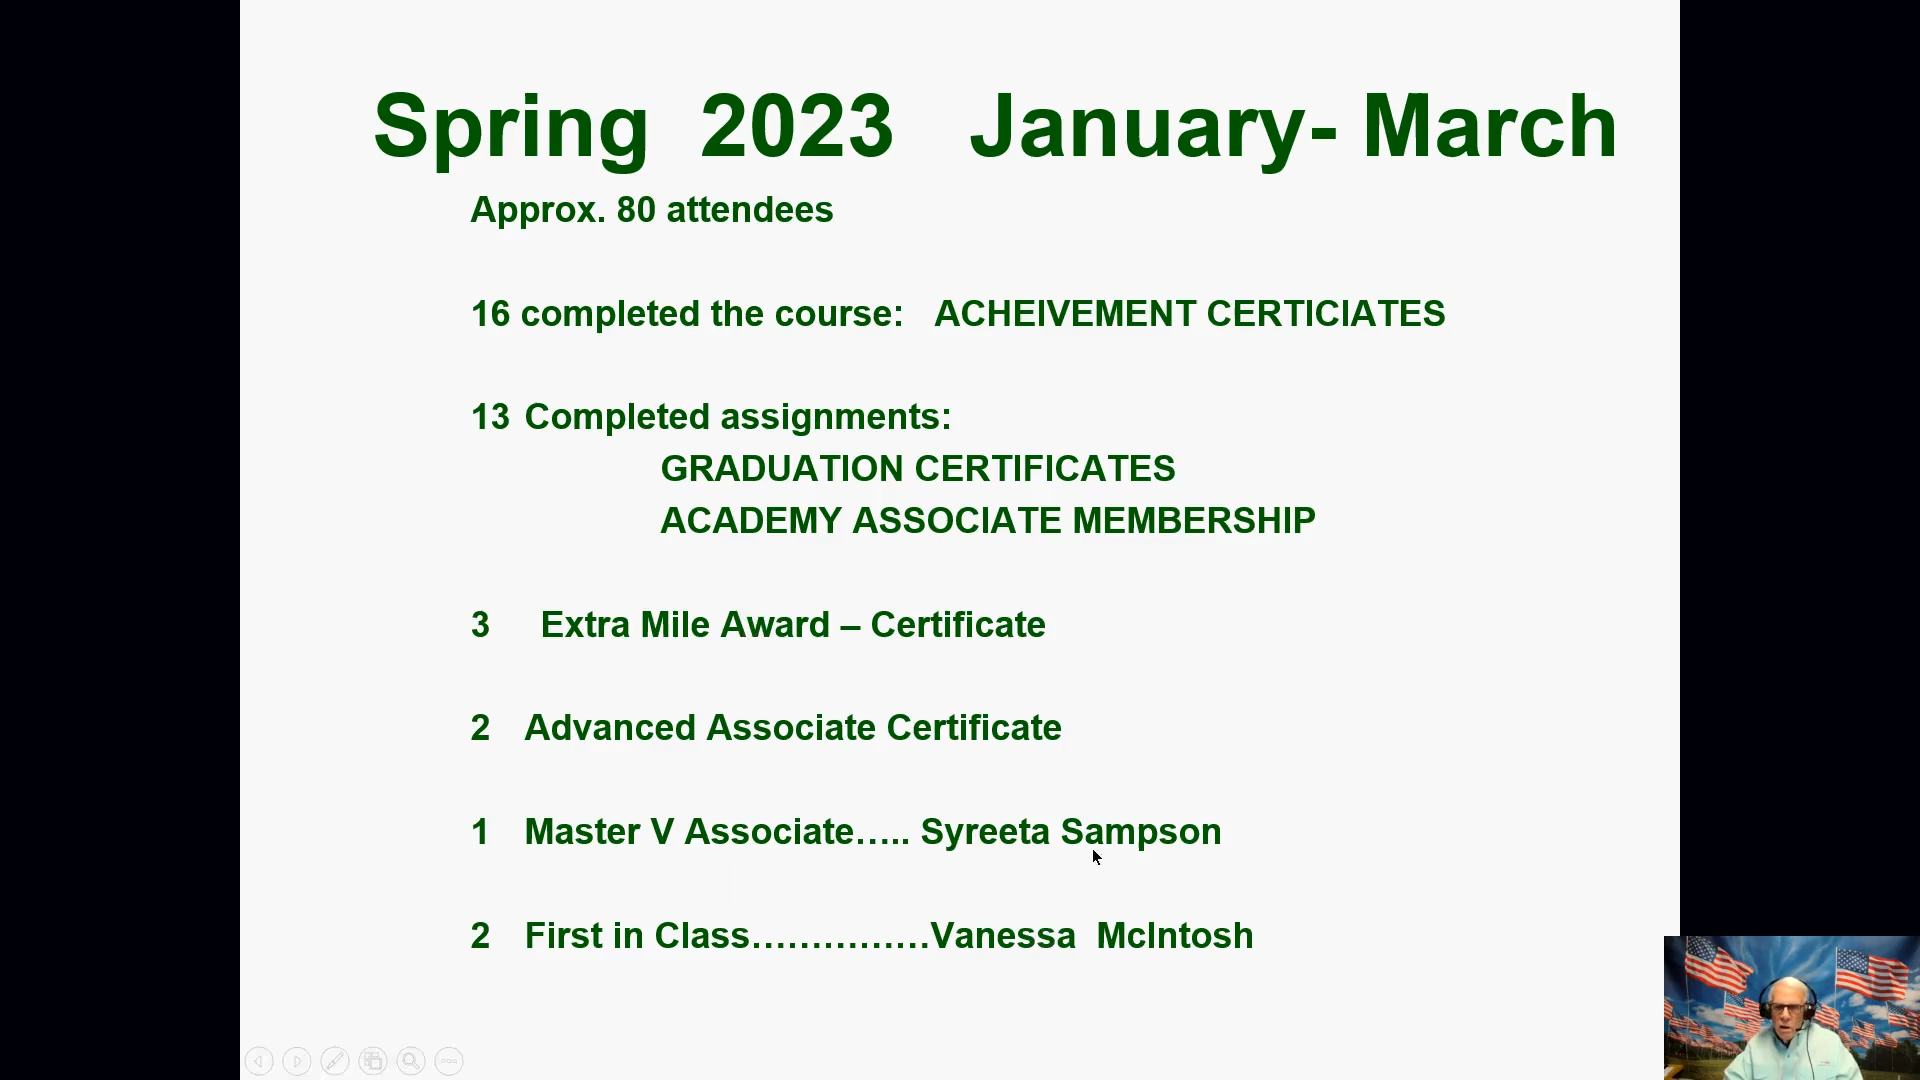 Spring 2023 January- March
Approx. 80 attendees
16 completed the course: ACHEIVEMENT CERTICIATES
13 Completed assignments:
GRADUATION CERTIFICATES
ACADEMY ASSOCIATE MEMBERSHIP
3 Extra Mile Award – Certificate
2 Advanced Associate Certificate
1 Master V Associate….. Syreeta Sampson
2 First in Class……………Vanessa McIntosh